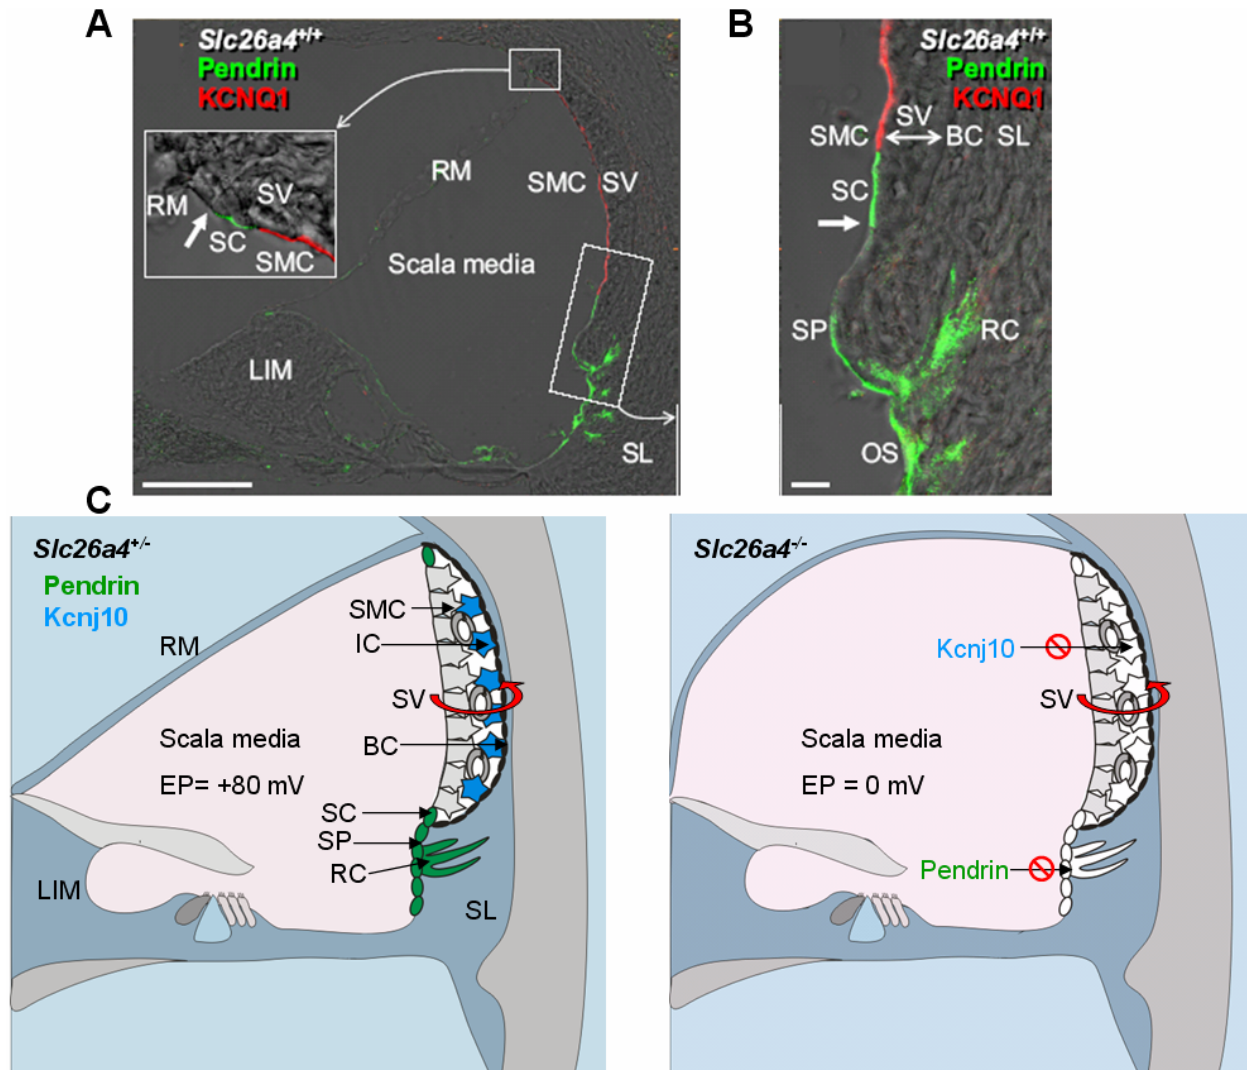 A
Slc26a4+/+
Pendrin
KCNQ1
RM
SV
SC
SMC
RM
SMC
SV
Scala media
LIM
SL
B
Slc26a4+/+
Pendrin
KCNQ1
SV
SMC
BC
SL
SC
SP
RC
OS
C
Slc26a4+/-
Pendrin
Kcnj10
RM
SMC
IC
SV
BC
Scala media
EP= +80 mV
SC
SP
RC
LIM
SL
Slc26a4-/-
Kcnj10
SV
Scala media
EP = 0 mV
Pendrin